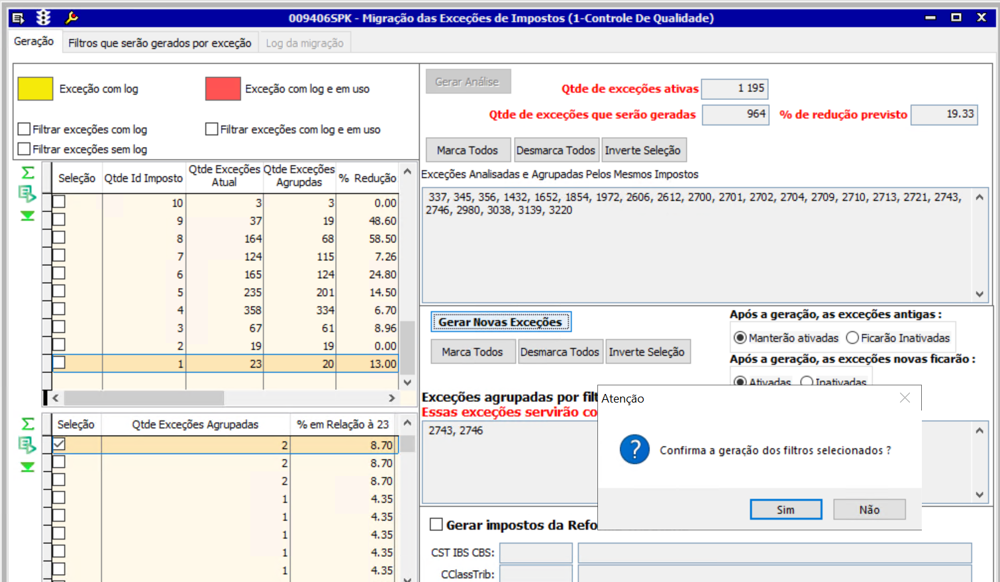 009406SPK - Migração das Exceções de Impostos (1-Controle De Qualidade)
Geração
Filtros que serão gerados por exceção
Log da migração
Exceção com log
Exceção com log e em uso
Filtrar exceções com log
Filtrar exceções com log e em uso
Filtrar exceções sem log
Gerar Análise
Qtde de exceções ativas 1 195
Qtde de exceções que serão geradas 964
% de redução previsto 19.33
Marca Todos
Desmarca Todos
Inverte Seleção
Exceções Analisadas e Agrupadas Pelos Mesmos Impostos
337, 345, 356, 1432, 1652, 1854, 1972, 2606, 2612, 2700, 2701, 2702, 2704, 2709, 2710, 2713, 2721, 2743,
2746, 2980, 3038, 3139, 3220
Seleção Qtde Id Imposto Qtde Exceções Atual Qtde Exceções Agrupdas % Redução
10 3 3 0.00
9 37 19 48.60
8 164 68 58.50
7 124 115 7.26
6 165 124 24.80
5 235 201 14.50
4 358 334 6.70
3 67 61 8.96
2 19 19 0.00
1 23 20 13.00
Gerar Novas Exceções
Marca Todos
Desmarca Todos
Inverte Seleção
Após a geração, as exceções antigas :
Manterão ativadas
Ficarão Inativadas
Após a geração, as exceções novas ficarão :
Ativadas
Inativadas
Exceções agrupadas por filt
Essas exceções servirão co
2743, 2746
Atenção
Confirma a geração dos filtros selecionados ?
Sim
Não
Seleção Qtde Exceções Agrupadas % em Relação à 23
2 8.70
2 8.70
2 8.70
1 4.35
1 4.35
1 4.35
1 4.35
1 4.35
Gerar impostos da Refo
CST IBS CBS:
CClassTrib: